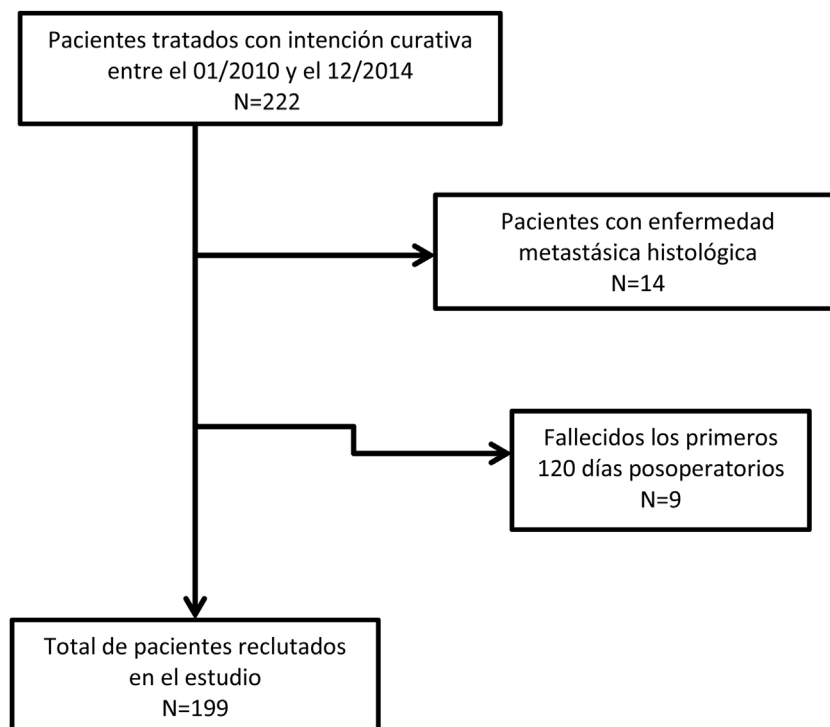 Pacientes tratados con intención curativa
entre el 01/2010 y el 12/2014
N=222
Pacientes con enfermedad
metastásica histológica
N=14
Fallecidos los primeros
120 días posoperatorios
N=9
Total de pacientes reclutados
en el estudio
N=199